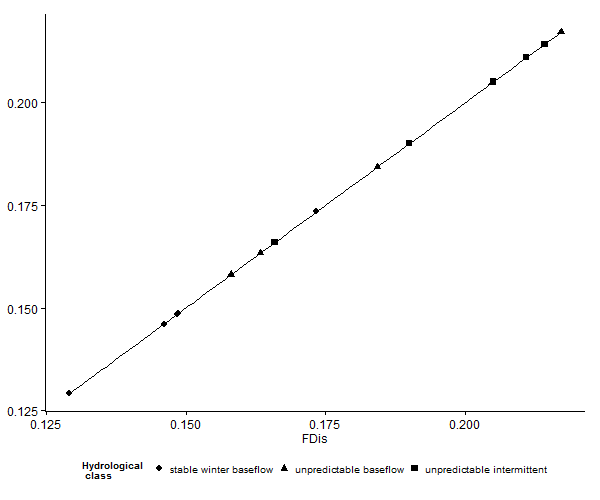 0.200
0.175
0.150
0.125
0.125 0.150 0.175 0.200
FDis
Hydrological
class
stable winter baseflow unpredictable baseflow unpredictable intermittent